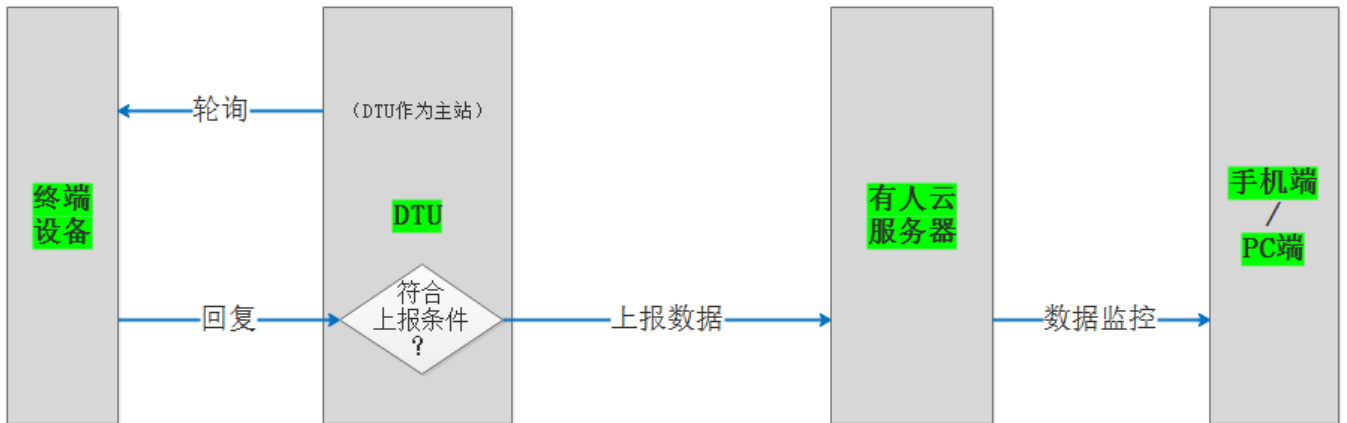 轮询
（DTU作为主站）
终端
设备
DTU
有人云
服务器
手机端
/
PC端
回复
符合
上报条件
？
上报数据
数据监控